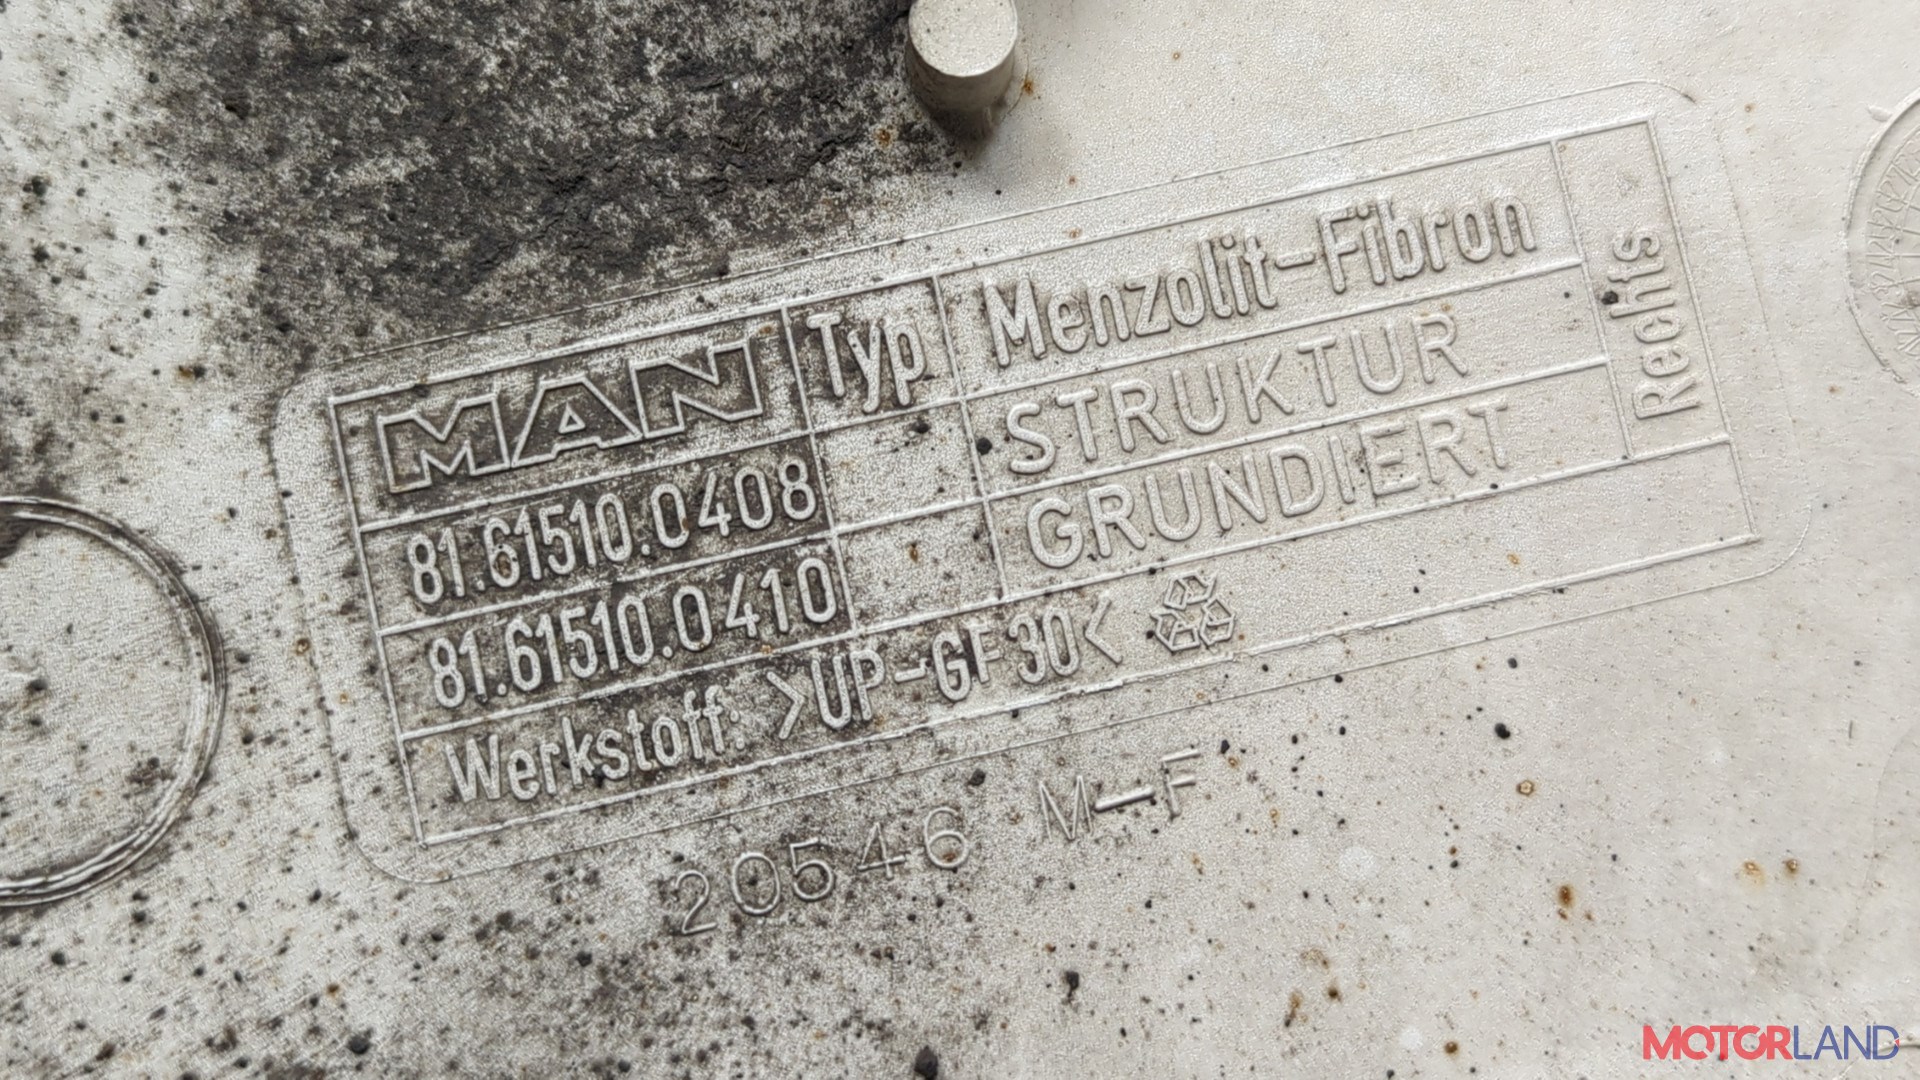 MAN Typ Menzolit-Fibron Rechts
81.61510.0408 STRUKTUR
81.61510.0410 GRUNDIERT
Werkstoff: >UP-GF30<
20546 M-F
MOTORLAND